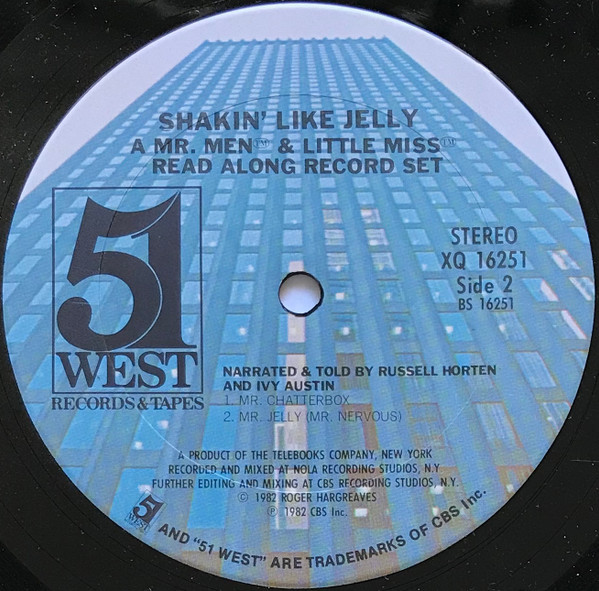 SHAKIN' LIKE JELLY
A MR. MEN™ & LITTLE MISS™
READ ALONG RECORD SET
51
WEST
RECORDS & TAPES
STEREO
XQ 16251
Side 2
BS 16251
NARRATED & TOLD BY RUSSELL HORTEN
AND IVY AUSTIN
1. MR. CHATTERBOX
2. MR. JELLY (MR. NERVOUS)
A PRODUCT OF THE TELEBOOKS COMPANY, NEW YORK
RECORDED AND MIXED AT NOLA RECORDING STUDIOS, N.Y.
FURTHER EDITING AND MIXING AT CBS RECORDING STUDIOS, N.Y.
© 1982 ROGER HARGREAVES
℗ 1982 CBS Inc.
51
WEST
AND "51 WEST" ARE TRADEMARKS OF CBS Inc.